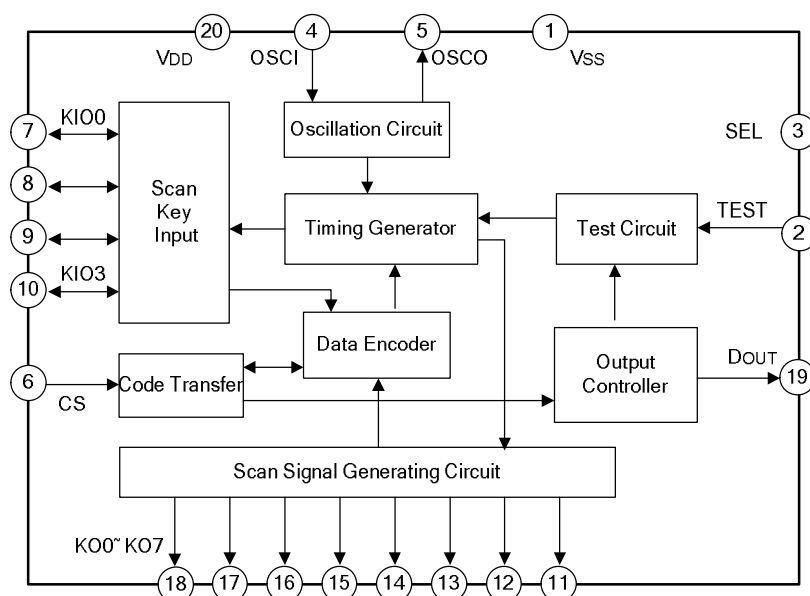 20
4
5
1
VDD
OSCI
OSCO
VSS
7
KIO0
Oscillation Circuit
SEL
3
8
Scan
Key
Input
Timing Generator
Test Circuit
TEST
2
9
10
KIO3
Data Encoder
Output
Controller
DOUT
19
6
CS
Code Transfer
Scan Signal Generating Circuit
KO0~ KO7
18
17
16
15
14
13
12
11